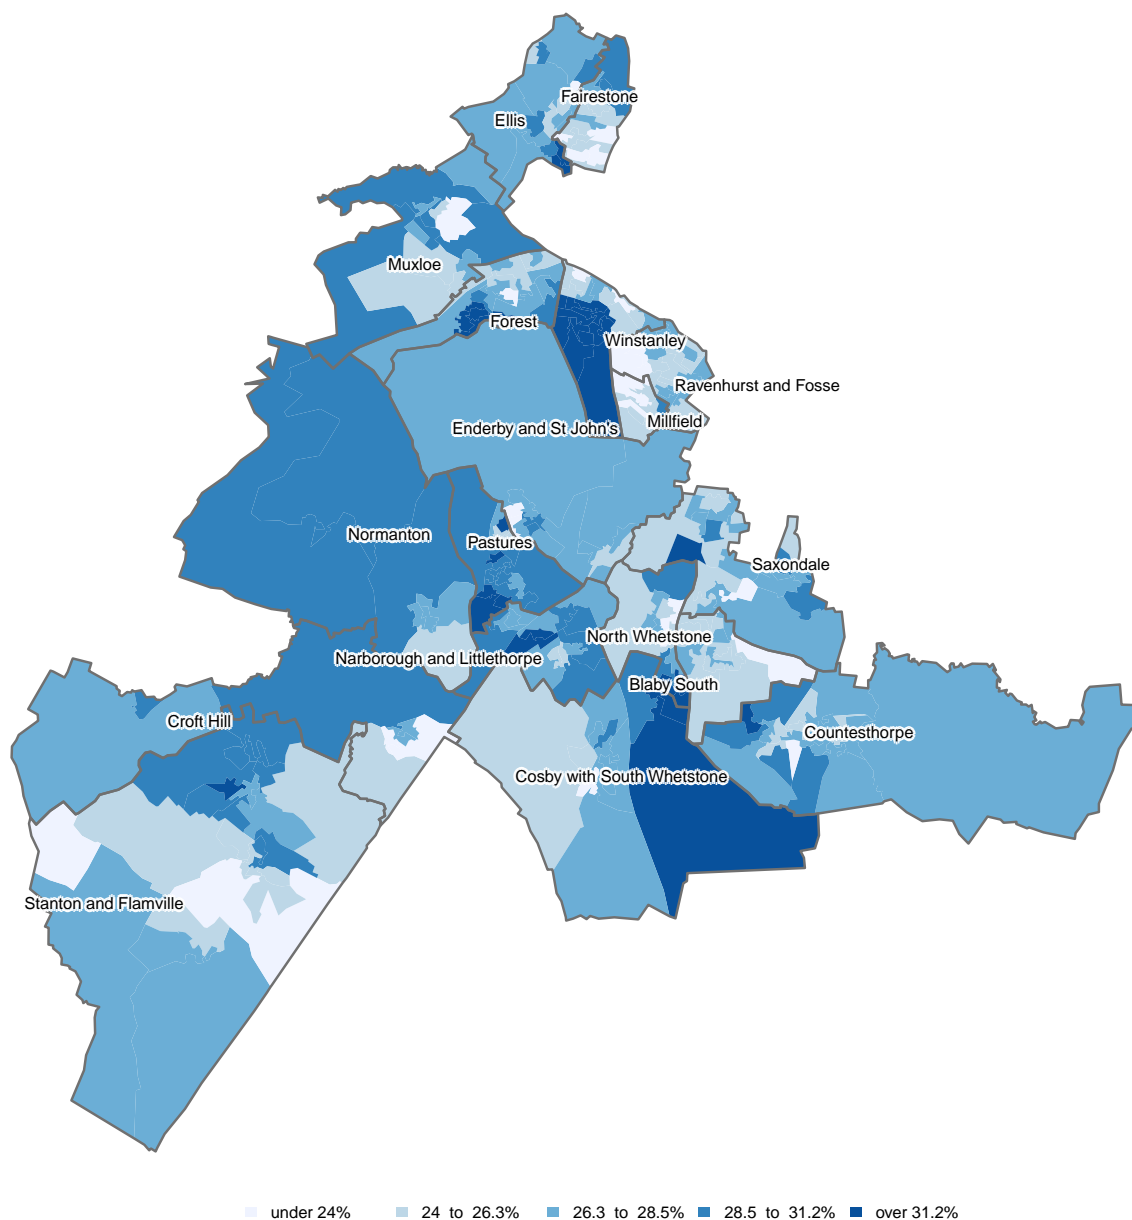 Fairestone
Ellis
Muxloe
Forest
Winstanley
Ravenhurst and Fosse
Millfield
Enderby and St John's
Normanton
Pastures
Saxondale
North Whetstone
Narborough and Littlethorpe
Blaby South
Croft Hill
Countesthorpe
Cosby with South Whetstone
Stanton and Flamville
under 24% 24 to 26.3% 26.3 to 28.5% 28.5 to 31.2% over 31.2%